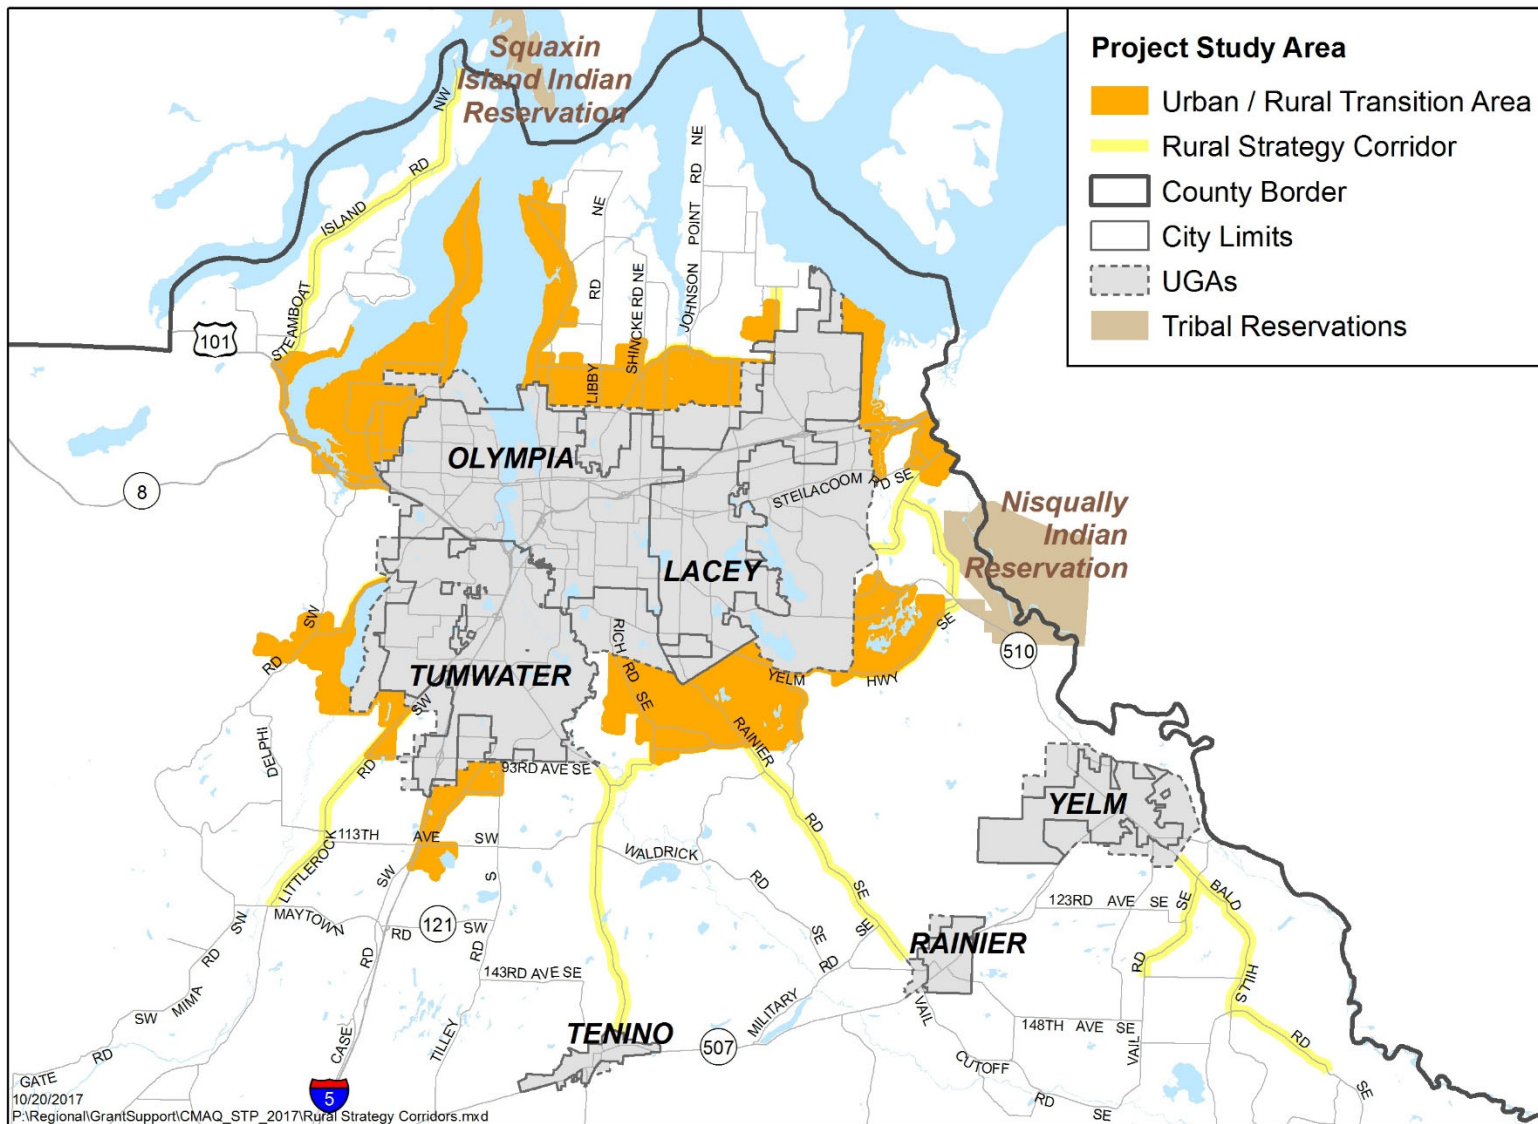 Squaxin
Island Indian
Reservation
Project Study Area
Urban / Rural Transition Area
Rural Strategy Corridor
County Border
City Limits
UGAs
Tribal Reservations
STEAMBOAT
ISLAND
RD
NW
101
8
RD
NE
SHINCKE RD NE
JOHNSON POINT RD NE
LIBBY
OLYMPIA
STEILACOOM RD SE
Nisqually
Indian
Reservation
LACEY
RD
SW
TUMWATER
SW
RICH RD SE
YELM
HWY
SE
510
DELPHI
RD
93RD AVE SE
RAINIER
RD
SE
YELM
LITTLEROCK
113TH
AVE
SW
SW
S
WALDRICK
RD
SE
SE
123RD AVE SE
SE
BALD
HILLS
RD
SE
MAYTOWN
RD
121
SW
RD
RAINIER
SW
RD
MIMA
SW
RD
GATE
143RD AVE SE
RD
CASE
TILLEY
TENINO
507
MILITARY
RD
VAIL
CUTOFF
RD
SE
148TH AVE SE
VAIL
RD
5
10/20/2017
P:\Regional\GrantSupport\CMAQ_STP_2017\Rural Strategy Corridors.mxd